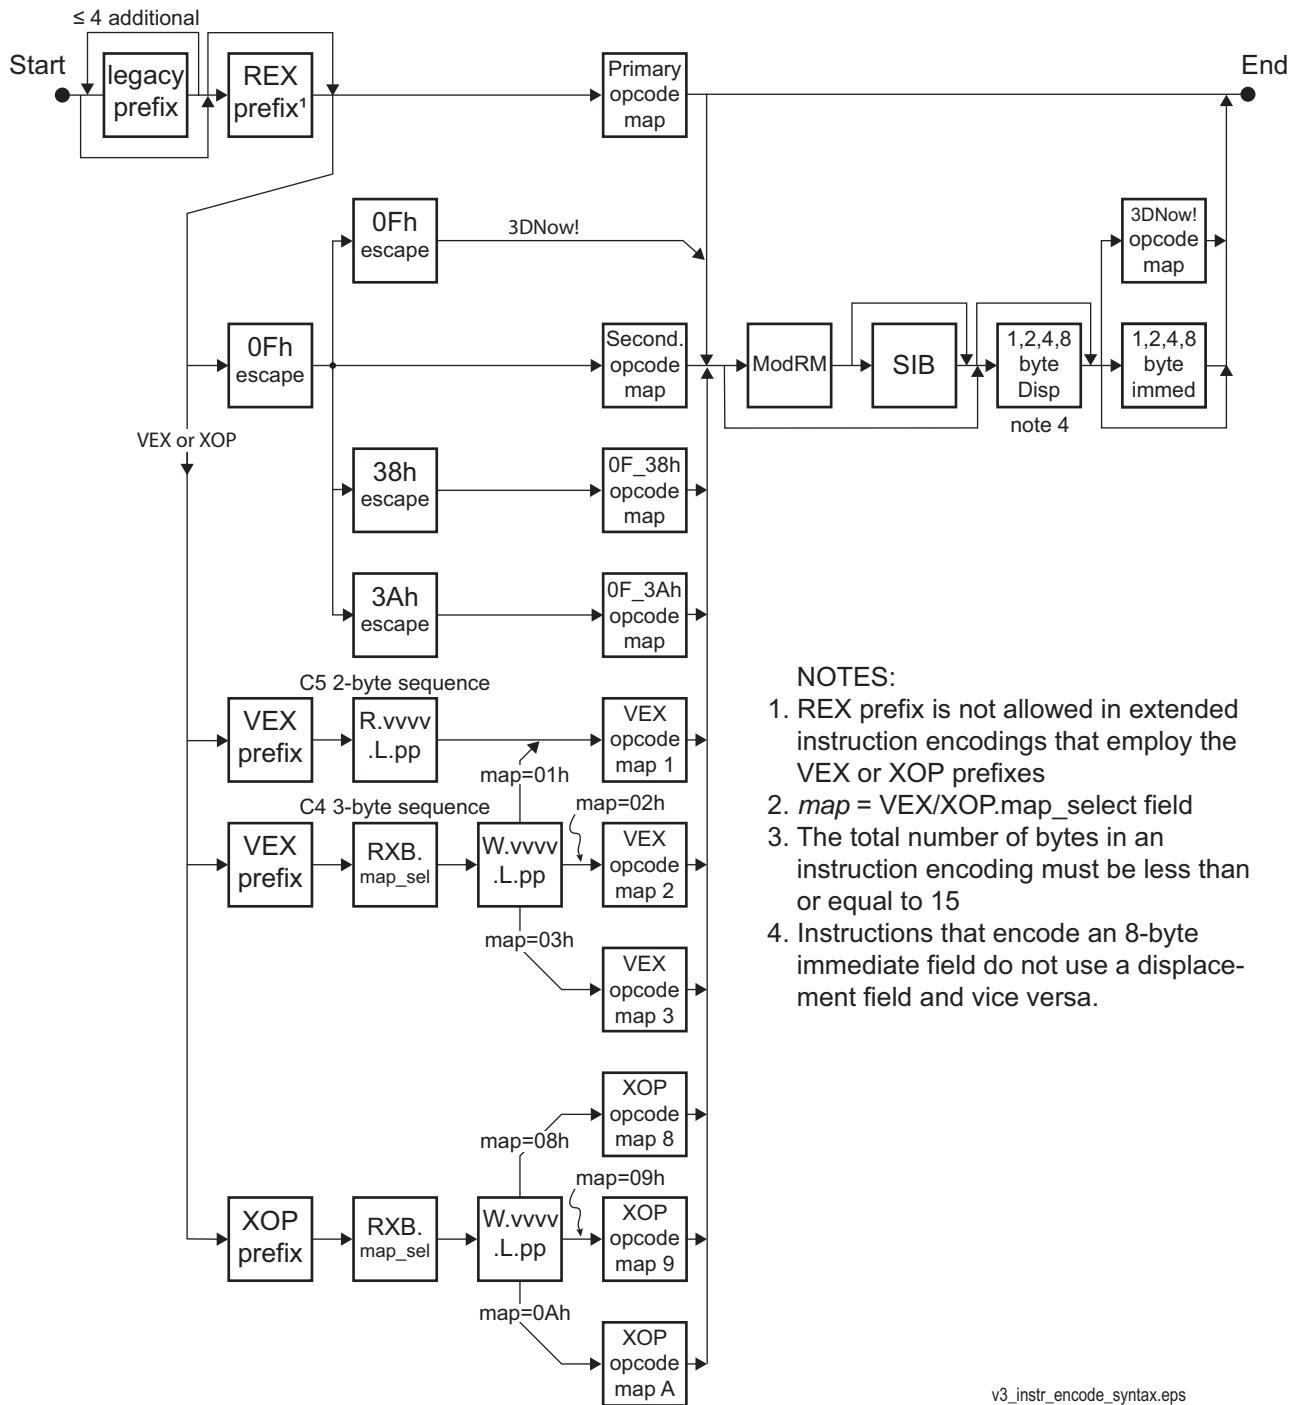 ≤ 4 additional
Start
legacy
prefix
REX
prefix¹
Primary
opcode
map
End
0Fh
escape
3DNow!
3DNow!
opcode
map
0Fh
escape
Second.
opcode
map
ModRM
SIB
1,2,4,8
byte
Disp
note 4
1,2,4,8
byte
immed
VEX or XOP
38h
escape
0F_38h
opcode
map
3Ah
escape
0F_3Ah
opcode
map
C5 2-byte sequence
VEX
prefix
R.vvvv
.L.pp
VEX
opcode
map 1
map=01h
C4 3-byte sequence
map=02h
VEX
prefix
RXB.
map_sel
W.vvvv
.L.pp
VEX
opcode
map 2
map=03h
VEX
opcode
map 3
XOP
opcode
map 8
map=08h
map=09h
XOP
prefix
RXB.
map_sel
W.vvvv
.L.pp
XOP
opcode
map 9
map=0Ah
XOP
opcode
map A
NOTES:
1. REX prefix is not allowed in extended
instruction encodings that employ the
VEX or XOP prefixes
2. map = VEX/XOP.map_select field
3. The total number of bytes in an
instruction encoding must be less than
or equal to 15
4. Instructions that encode an 8-byte
immediate field do not use a displace-
ment field and vice versa.
v3_instr_encode_syntax.eps